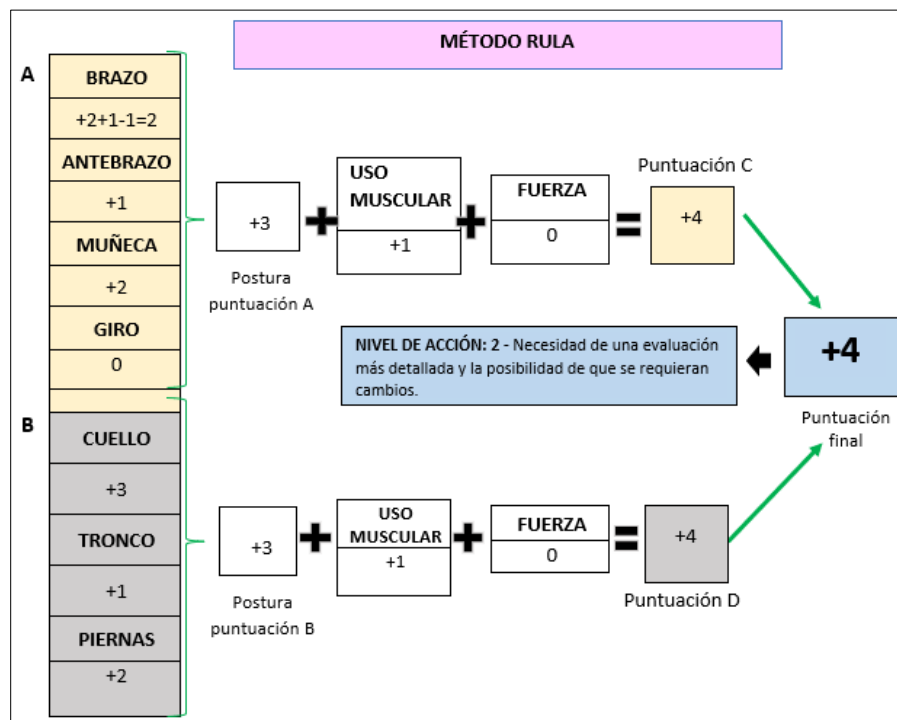 MÉTODO RULA
A
BRAZO
+2+1-1=2
ANTEBRAZO
+1
MUÑECA
+2
GIRO
0
+3
Postura
puntuación A
USO
MUSCULAR
+1
FUERZA
0
Puntuación C
+4
NIVEL DE ACCIÓN: 2 - Necesidad de una evaluación
más detallada y la posibilidad de que se requieran
cambios.
+4
Puntuación
final
B
CUELLO
+3
TRONCO
+1
PIERNAS
+2
+3
Postura
puntuación B
USO
MUSCULAR
+1
FUERZA
0
+4
Puntuación D